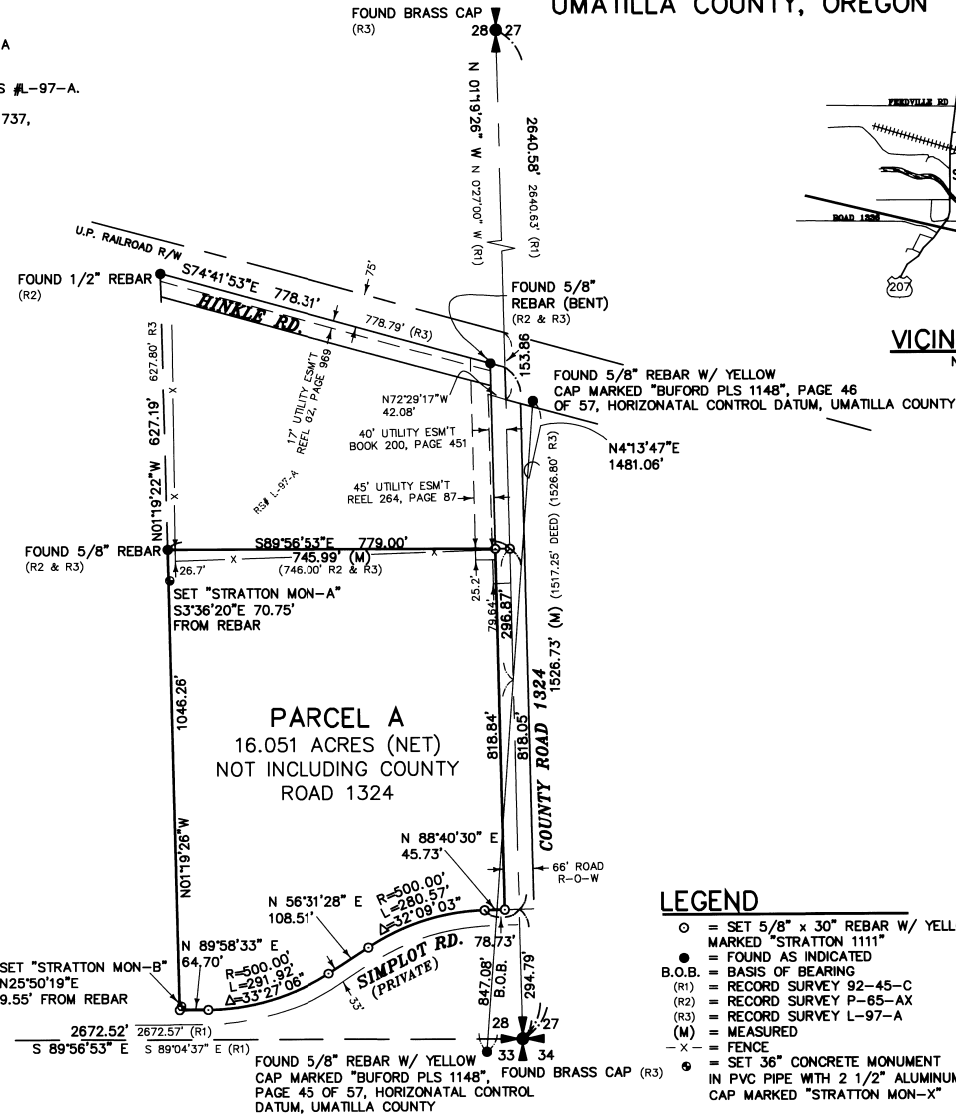 UMATILLA COUNTY, OREGON
FOUND BRASS CAP
(R3)
28 27
A
S #L-97-A.
737,
N 01°19'26" W
N 0°27'00" W (R1)
2640.58'
2640.63' (R1)
FEEDVILLE RD
ROAD 1336
207
VICIN
N
U.P. RAILROAD R/W
75'
FOUND 1/2" REBAR
(R2)
S74°41'53"E 778.31'
778.79' (R3)
HINKLE RD.
FOUND 5/8"
REBAR (BENT)
(R2 & R3)
153.86
FOUND 5/8" REBAR W/ YELLOW
CAP MARKED "BUFORD PLS 1148", PAGE 46
OF 57, HORIZONATAL CONTROL DATUM, UMATILLA COUNTY
N72°29'17"W
42.08'
17' UTILITY ESM'T
REEL 02, PAGE 969
40' UTILITY ESM'T
BOOK 200, PAGE 451
45' UTILITY ESM'T
REEL 264, PAGE 87
RS# L-97-A
N4°13'47"E
1481.06'
N01°19'22"W 627.19'
627.80' R3
FOUND 5/8" REBAR
(R2 & R3)
S89°56'53"E 779.00'
745.99' (M)
(746.00' R2 & R3)
26.7'
25.2'
79.64'
296.87'
1526.73' (M) (1517.25' DEED) (1526.80' R3)
SET "STRATTON MON-A"
S3°36'20"E 70.75'
FROM REBAR
1046.26'
N01°19'26"W
PARCEL A
16.051 ACRES (NET)
NOT INCLUDING COUNTY
ROAD 1324
818.84'
818.05'
COUNTY ROAD 1324
N 88°40'30" E
45.73'
66' ROAD
R-O-W
N 56°31'28" E
108.51'
R=500.00'
L=280.57'
Δ=32°09'03"
SIMPLOT RD.
(PRIVATE)
33'
78.73'
847.08'
B.O.B.
294.79'
N 89°58'33" E
64.70'
R=500.00'
L=291.92'
Δ=33°27'06"
SET "STRATTON MON-B"
N25°50'19"E
9.55' FROM REBAR
2672.52' 2672.57' (R1)
S 89°56'53" E S 89°04'37" E (R1)
28 27
33 34
FOUND 5/8" REBAR W/ YELLOW
CAP MARKED "BUFORD PLS 1148",
PAGE 45 OF 57, HORIZONATAL CONTROL
DATUM, UMATILLA COUNTY
FOUND BRASS CAP (R3)
LEGEND
= SET 5/8" x 30" REBAR W/ YELL
MARKED "STRATTON 1111"
= FOUND AS INDICATED
B.O.B. = BASIS OF BEARING
(R1) = RECORD SURVEY 92-45-C
(R2) = RECORD SURVEY P-65-AX
(R3) = RECORD SURVEY L-97-A
(M) = MEASURED
- X - = FENCE
= SET 36" CONCRETE MONUMENT
IN PVC PIPE WITH 2 1/2" ALUMINUM
CAP MARKED "STRATTON MON-X"